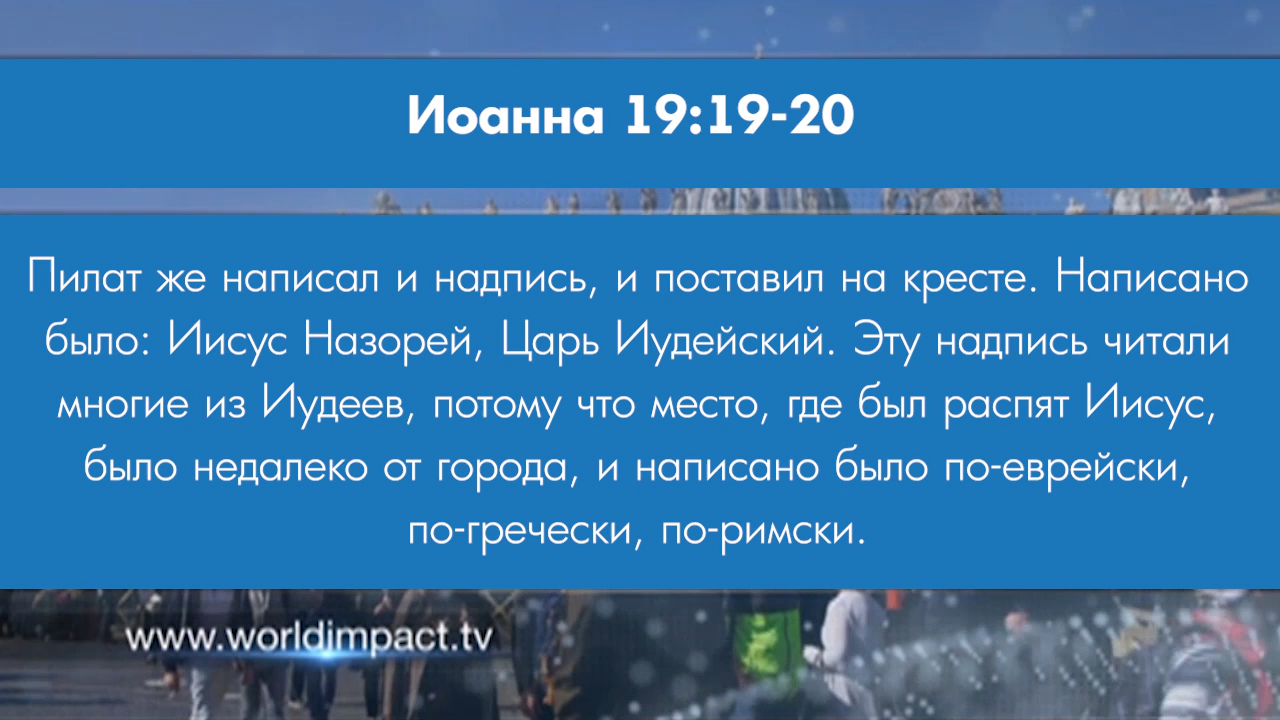 Иоанна 19:19-20
Пилат же написал и надпись, и поставил на кресте. Написано
было: Иисус Назорей, Царь Иудейский. Эту надпись читали
многие из Иудеев, потому что место, где был распят Иисус,
было недалеко от города, и написано было по-еврейски,
по-гречески, по-римски.
www.worldimpact.tv